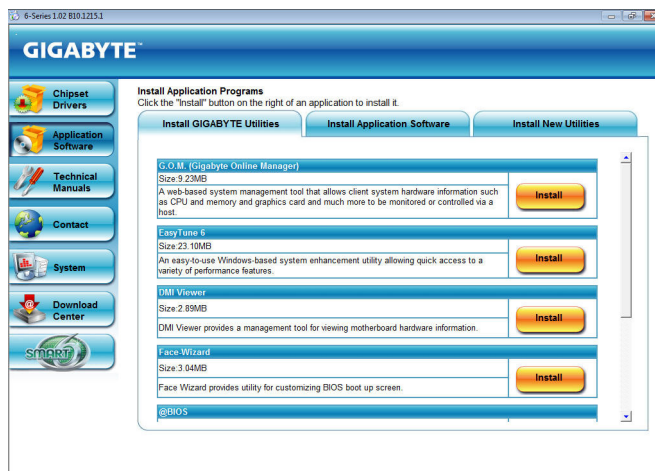 6-Series 1.02 B10.1215.1
GIGABYTE™
Chipset
Drivers
Application
Software
Technical
Manuals
Contact
System
Download
Center
SMART
Install Application Programs
Click the "Install" button on the right of an application to install it.
Install GIGABYTE Utilities
Install Application Software
Install New Utilities
G.O.M. (Gigabyte Online Manager)
Size:9.23MB
A web-based system management tool that allows client system hardware information such
as CPU and memory and graphics card and much more to be monitored or controlled via a
host.
Install
EasyTune 6
Size:23.10MB
An easy-to-use Windows-based system enhancement utility allowing quick access to a
variety of performance features.
Install
DMI Viewer
Size:2.89MB
DMI Viewer provides a management tool for viewing motherboard hardware information.
Install
Face-Wizard
Size:3.04MB
Face Wizard provides utility for customizing BIOS boot up screen.
Install
@BIOS